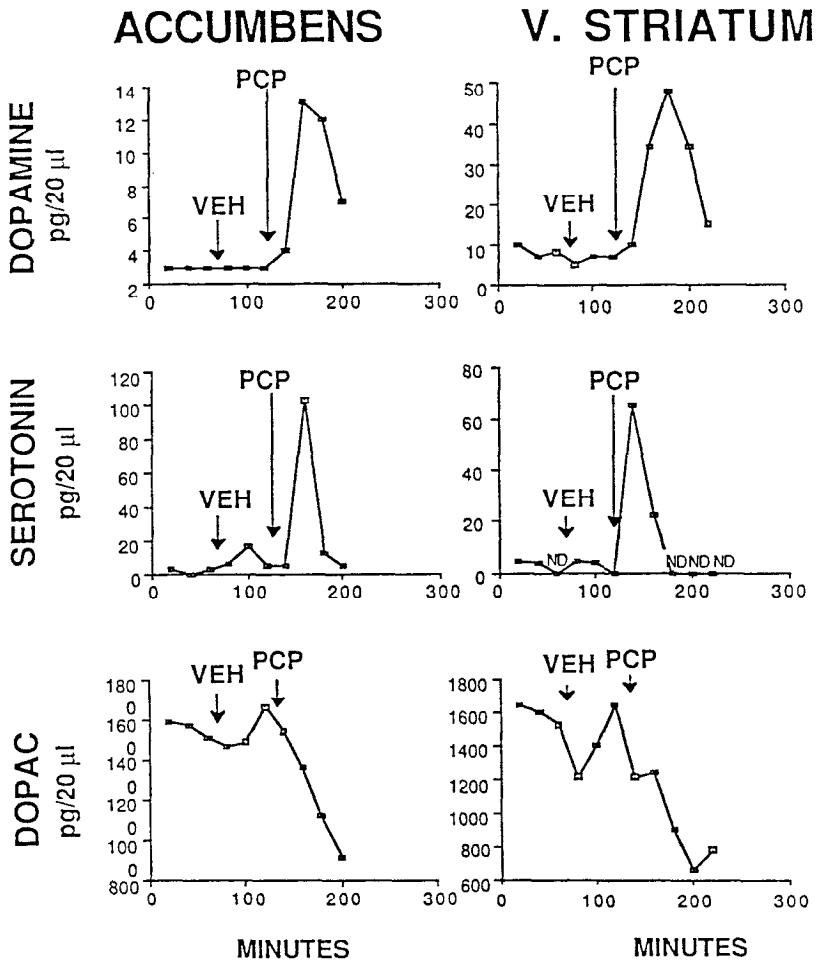 ACCUMBENS
V. STRIATUM
DOPAMINE
pg/20 µl
PCP
VEH
14
12
10
8
6
4
2
0
100
200
300
PCP
VEH
50
40
30
20
10
0
0
100
200
300
SEROTONIN
pg/20 µl
PCP
VEH
120
100
80
60
40
20
0
0
100
200
300
PCP
VEH
ND
ND ND ND
80
60
40
20
0
0
100
200
300
DOPAC
pg/20 µl
VEH
PCP
180
0
160
0
140
0
120
0
100
0
800
0
100
200
300
MINUTES
VEH
PCP
1800
1600
1400
1200
1000
800
600
0
100
200
300
MINUTES